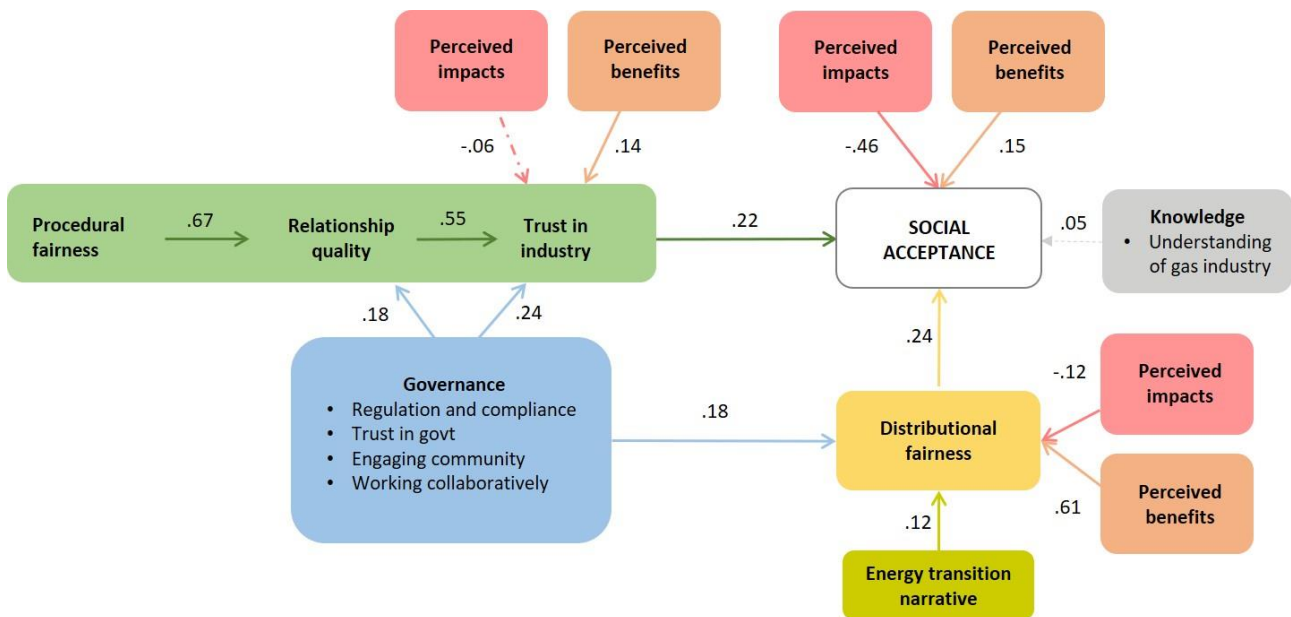 Perceived
impacts
Perceived
benefits
Perceived
impacts
Perceived
benefits
-.06
.14
-.46
.15
Procedural
fairness
.67
Relationship
quality
.55
Trust in
industry
.22
SOCIAL
ACCEPTANCE
.05
Knowledge
• Understanding
of gas industry
.18
.24
.24
Governance
• Regulation and compliance
• Trust in govt
• Engaging community
• Working collaboratively
.18
Distributional
fairness
-.12
Perceived
impacts
.61
Perceived
benefits
.12
Energy transition
narrative